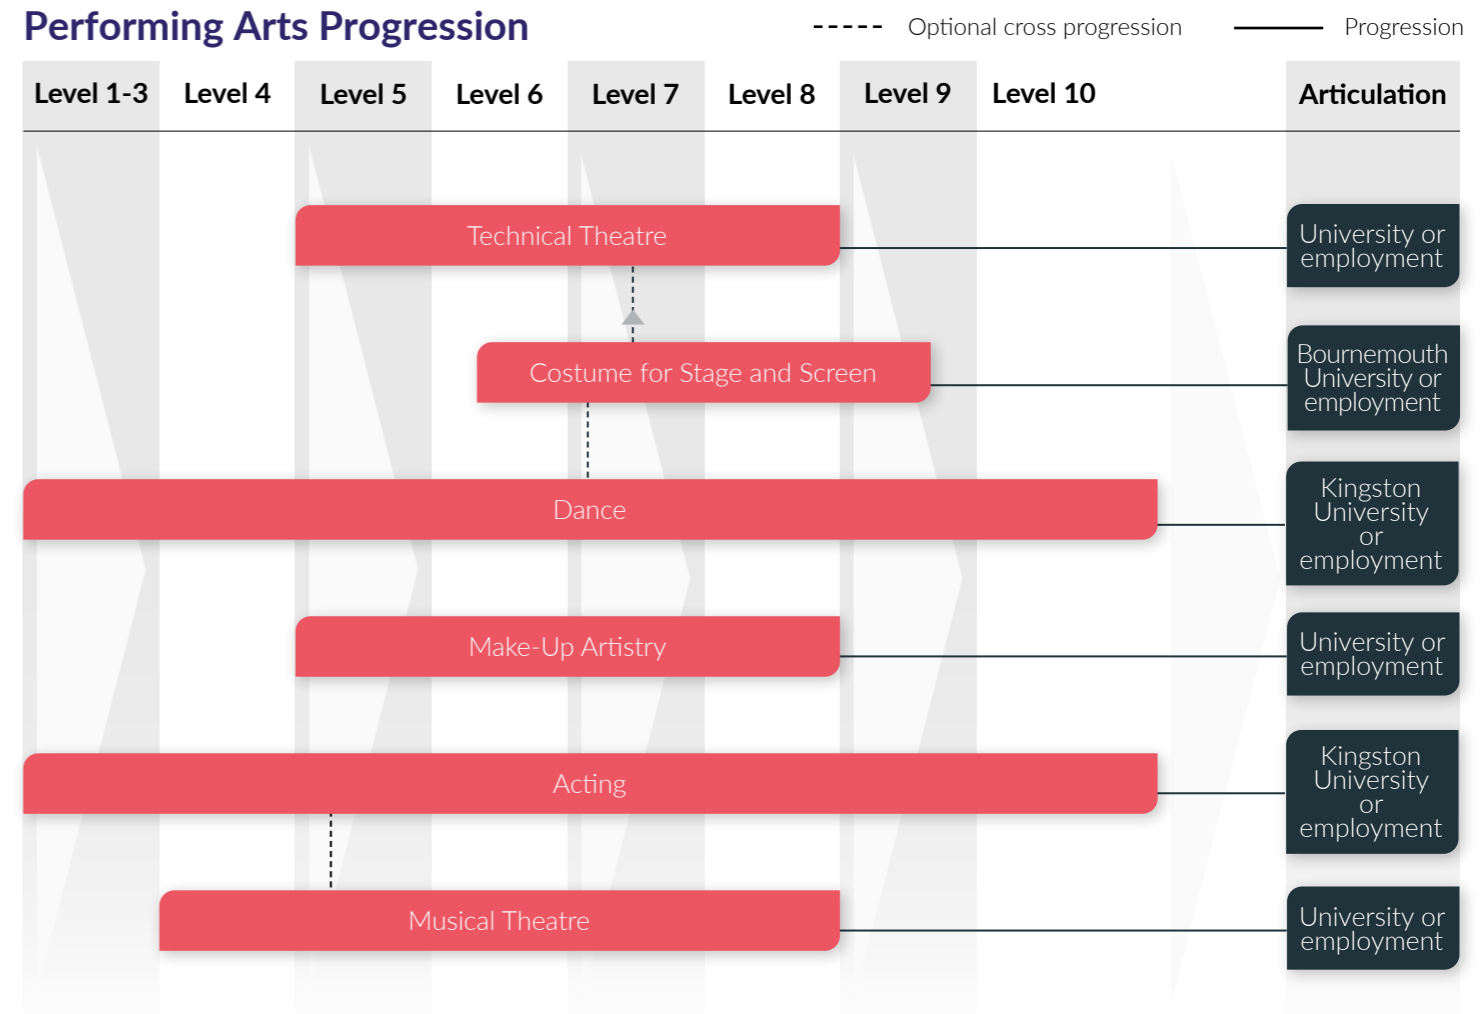 Performing Arts Progression
Optional cross progression
Progression
Level 1-3
Level 4
Level 5
Level 6
Level 7
Level 8
Level 9
Level 10
Articulation
Technical Theatre
University or
employment
Costume for Stage and Screen
Bournemouth
University or
employment
Dance
Kingston
University
or
employment
Make-Up Artistry
University or
employment
Acting
Kingston
University
or
employment
Musical Theatre
University or
employment